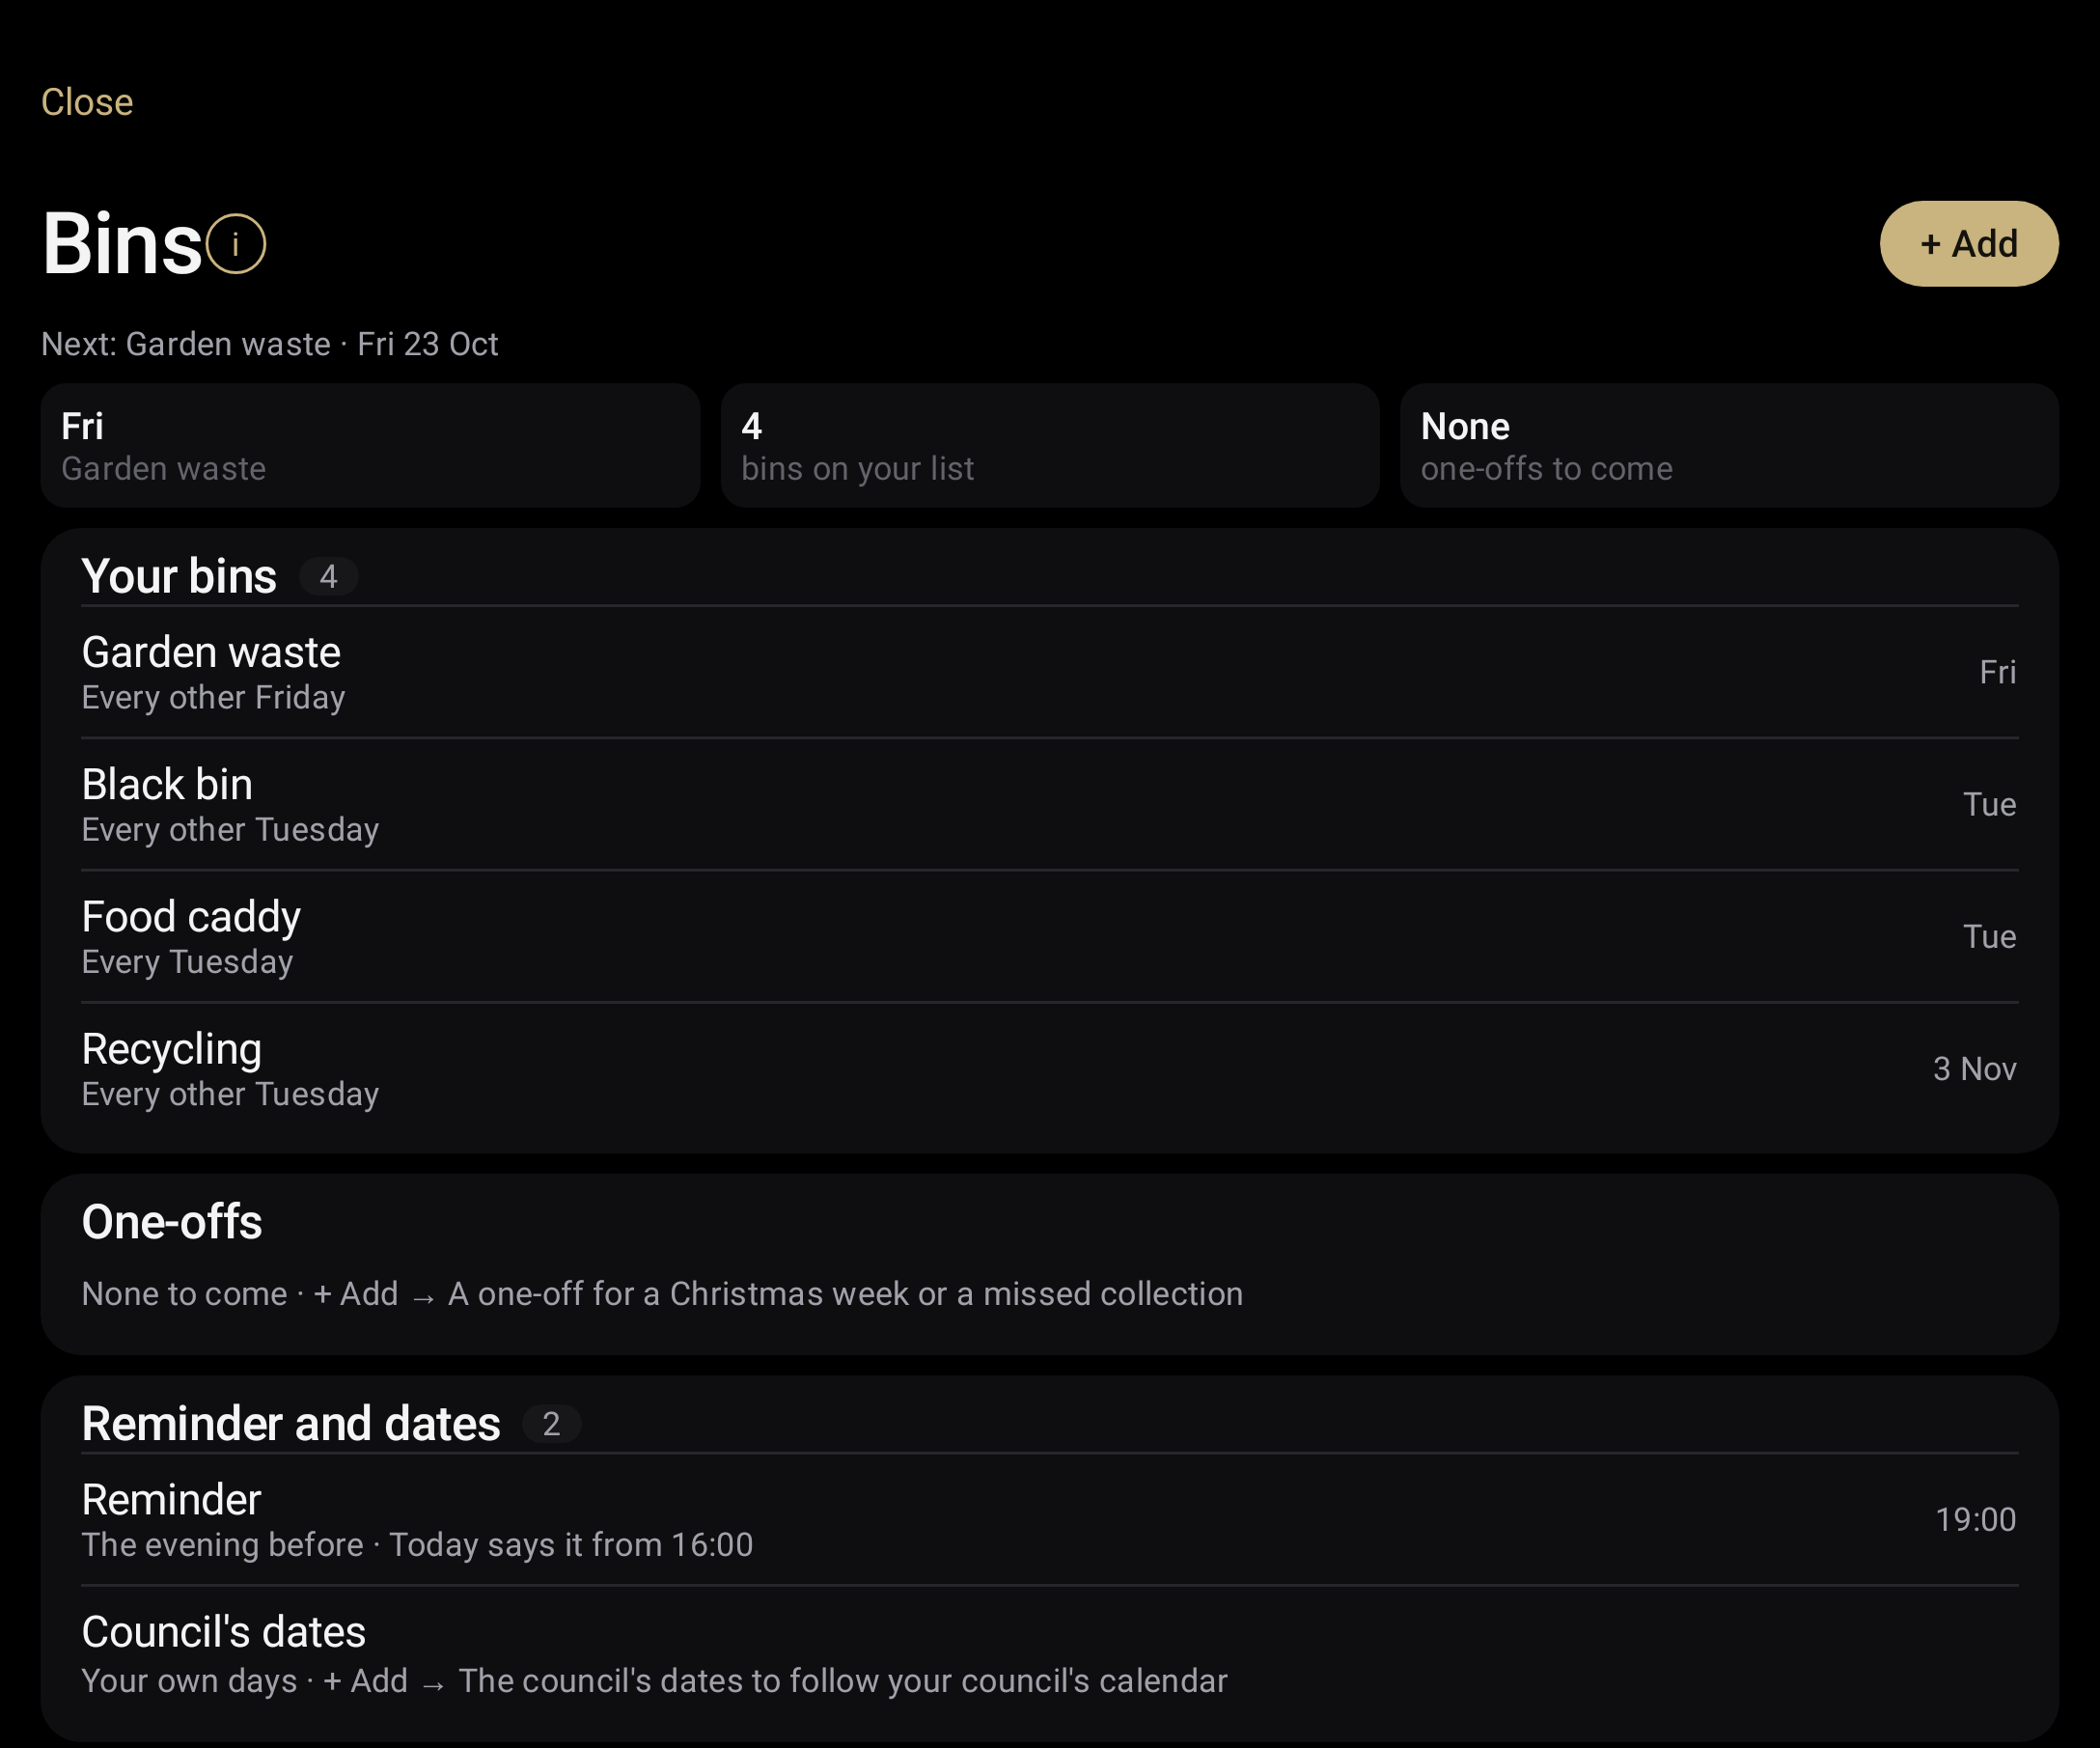 Close
Bins i
+ Add
Next: Garden waste · Fri 23 Oct
Fri
Garden waste
4
bins on your list
None
one-offs to come
Your bins 4
Garden waste
Every other Friday
Fri
Black bin
Every other Tuesday
Tue
Food caddy
Every Tuesday
Tue
Recycling
Every other Tuesday
3 Nov
One-offs
None to come · + Add → A one-off for a Christmas week or a missed collection
Reminder and dates 2
Reminder
The evening before · Today says it from 16:00
19:00
Council's dates
Your own days · + Add → The council's dates to follow your council's calendar